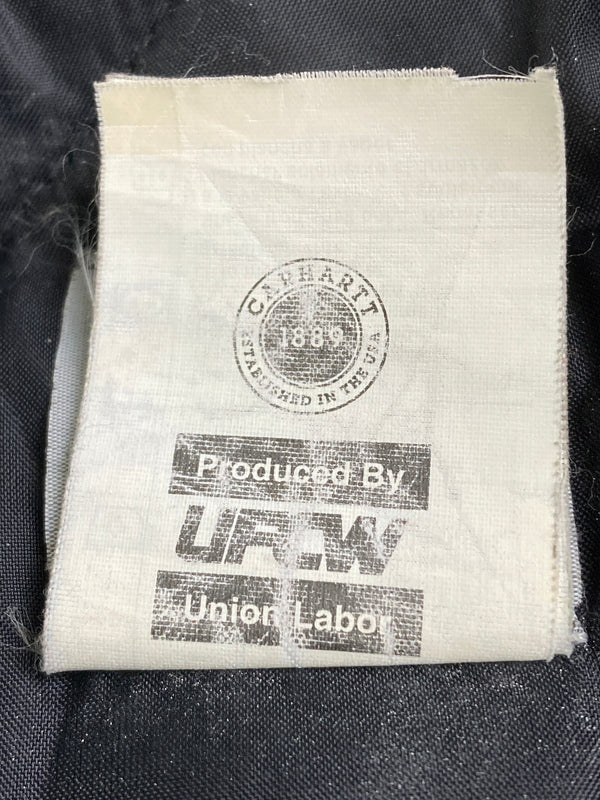 CARHARTT
1889
ESTABLISHED IN THE USA
Produced By
UFCW
Union Labor